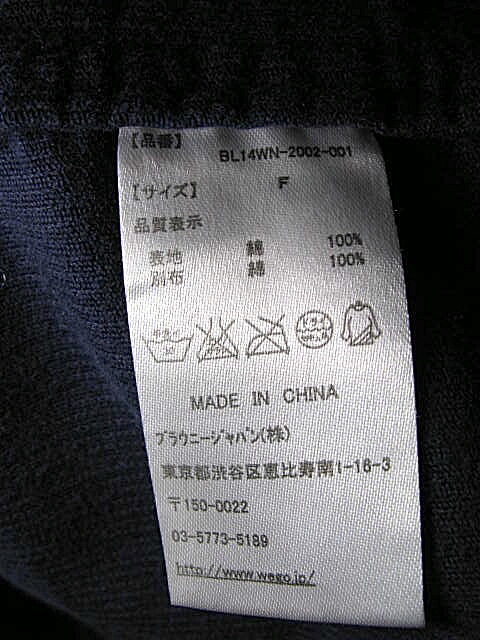 【品番】
BL14WN-2002-001
【サイズ】 F
品質表示
表地 綿 100%
別布 綿 100%
MADE IN CHINA
ブラウニージャパン(株)
東京都渋谷区恵比寿南1-16-3
〒150-0022
03-5773-5189
http://www.wego.jp/